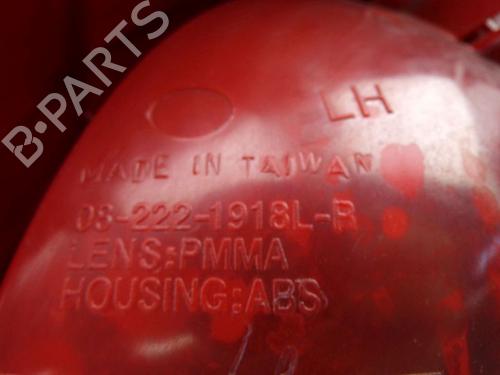 LH
MADE IN TAIWAN
08-222-1918L-R
LENS:PMMA
HOUSING:ABS
B-PARTS